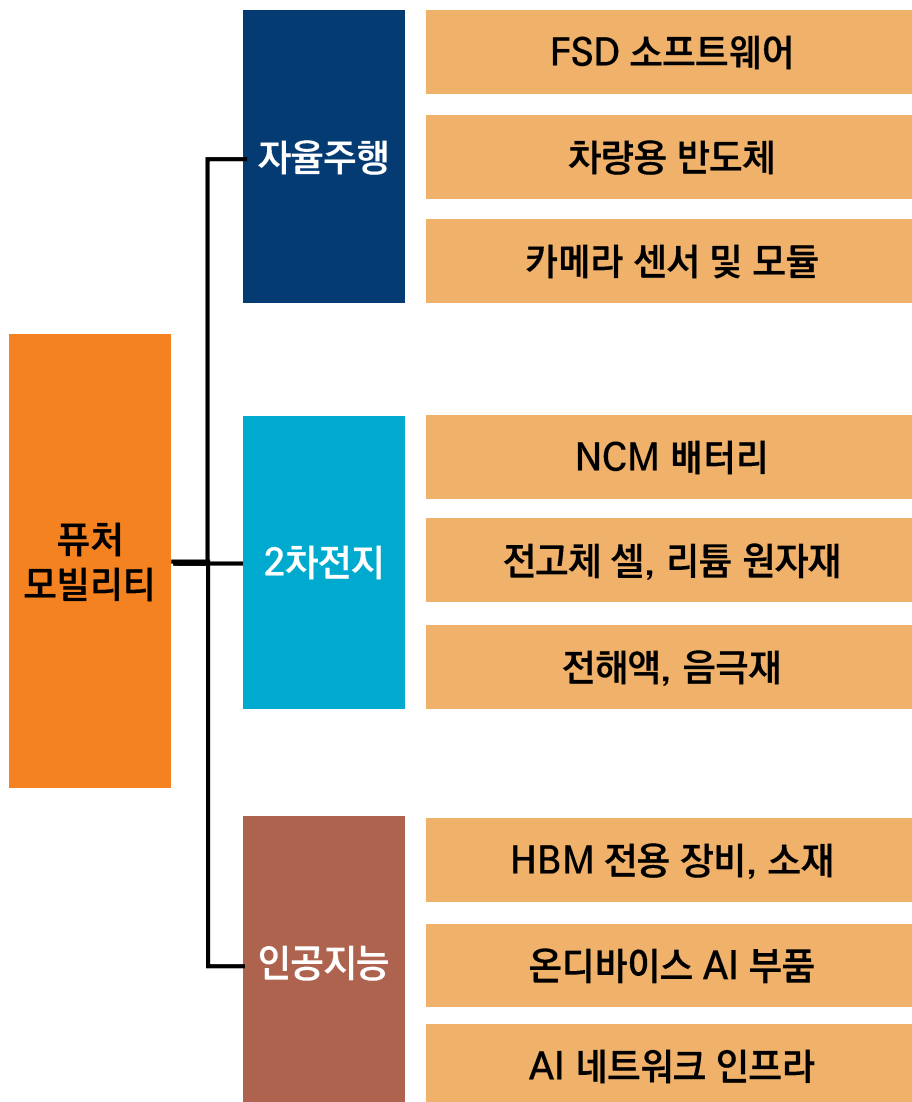 퓨처
모빌리티
자율주행
FSD 소프트웨어
차량용 반도체
카메라 센서 및 모듈
2차전지
NCM 배터리
전고체 셀, 리튬 원자재
전해액, 음극재
인공지능
HBM 전용 장비, 소재
온디바이스 AI 부품
AI 네트워크 인프라